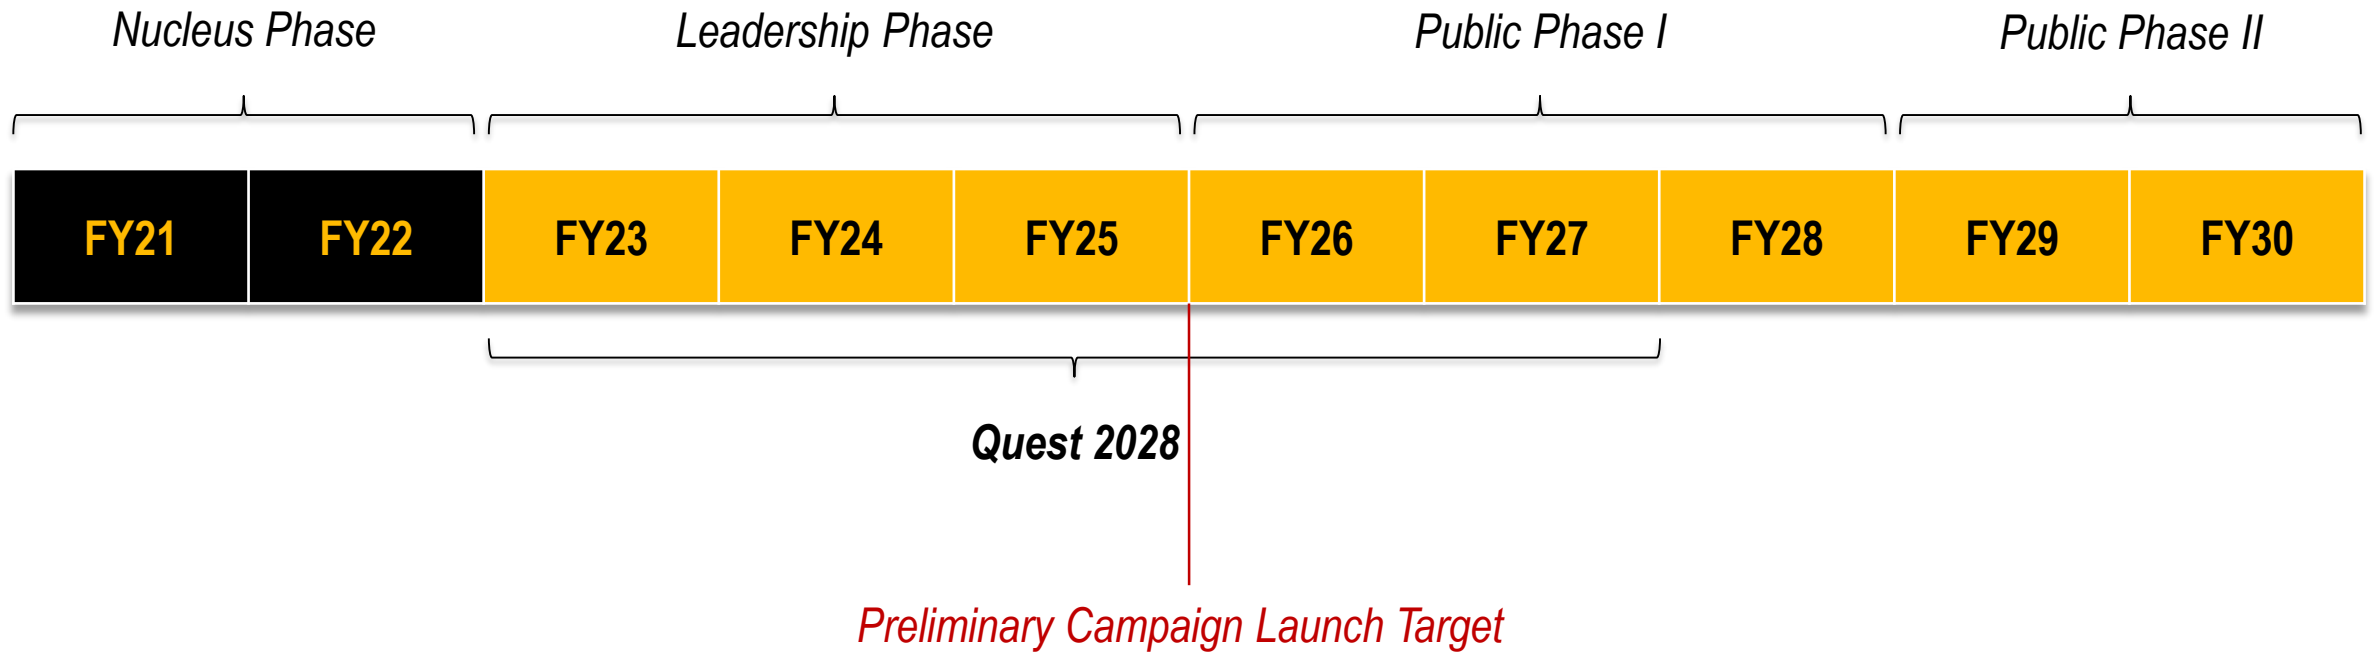 Nucleus Phase
Leadership Phase
Public Phase I
Public Phase II
FY21
FY22
FY23
FY24
FY25
FY26
FY27
FY28
FY29
FY30
Quest 2028
Preliminary Campaign Launch Target